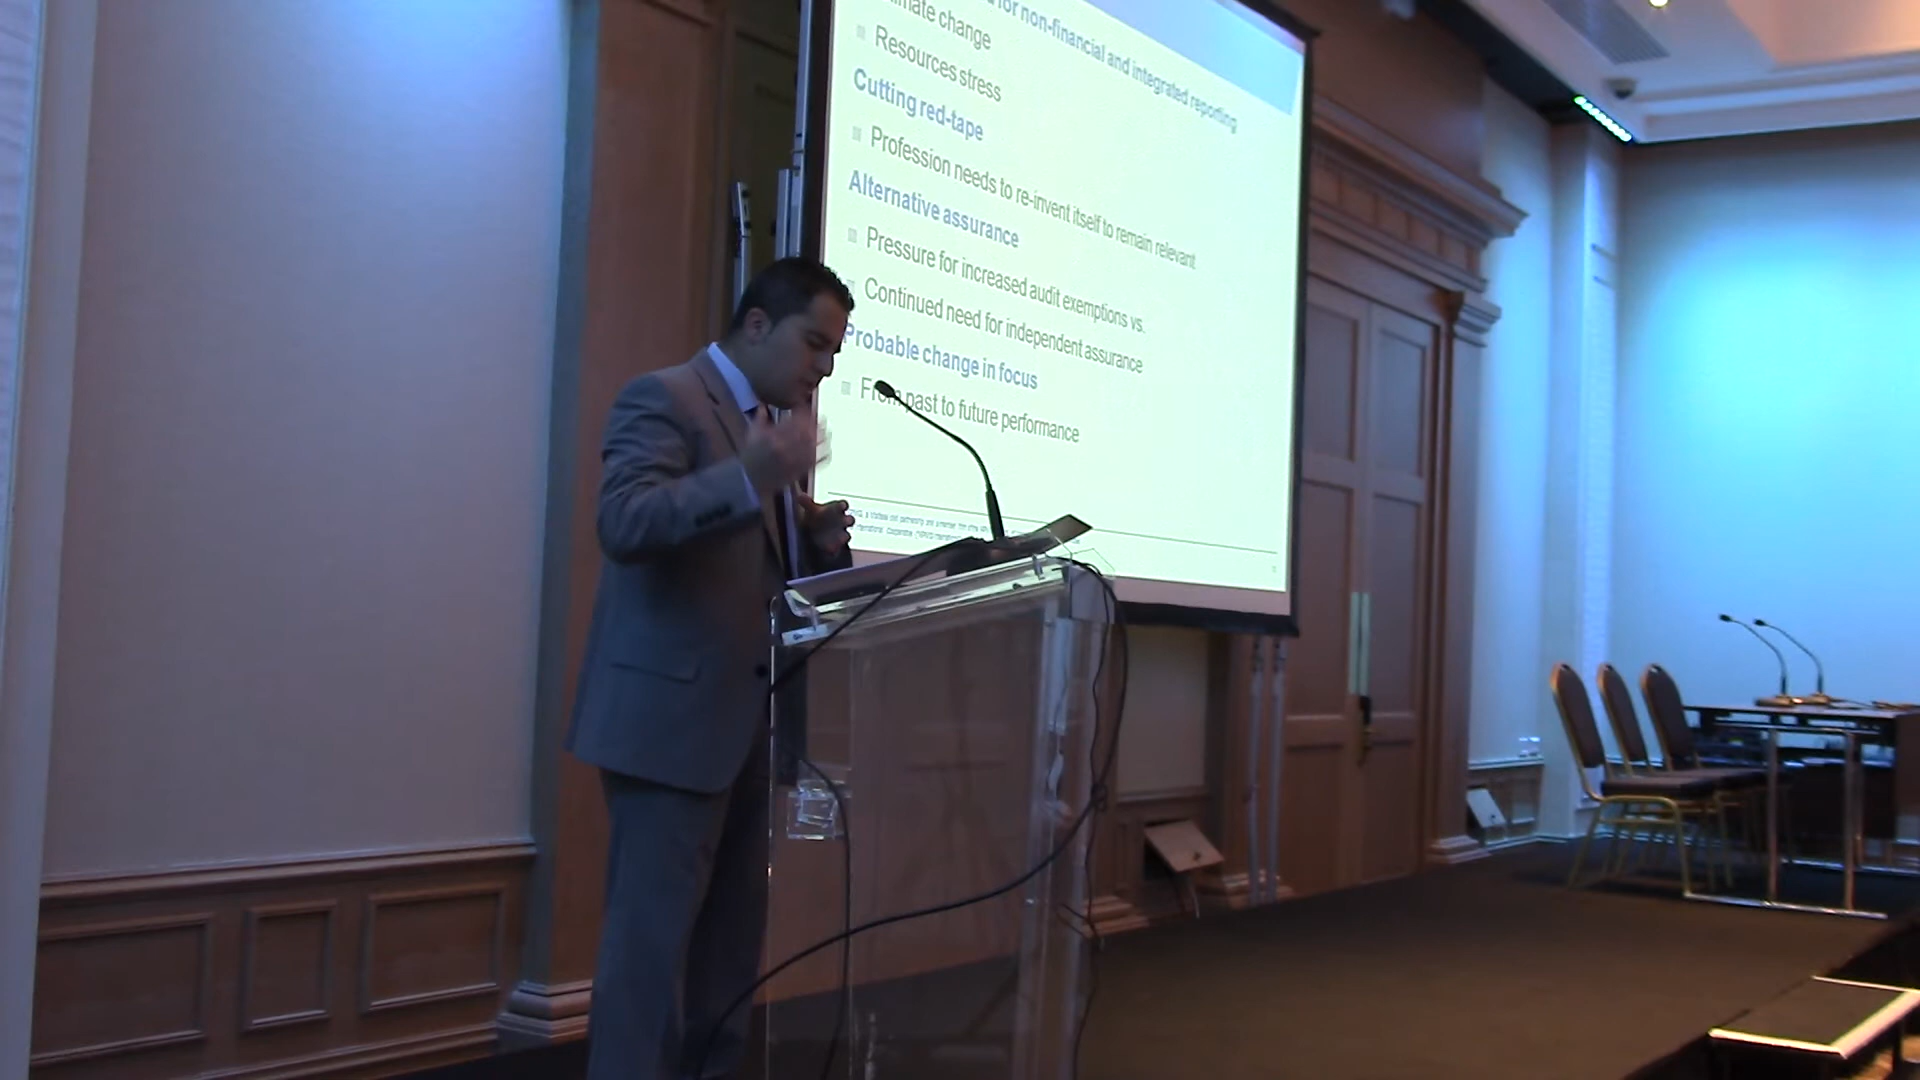 for non-financial and integrated reporting
change
Resources stress
Cutting red-tape
Profession needs to re-invent itself to remain relevant
Alternative assurance
Pressure for increased audit exemptions vs.
Continued need for independent assurance
Probable change in focus
From past to future performance